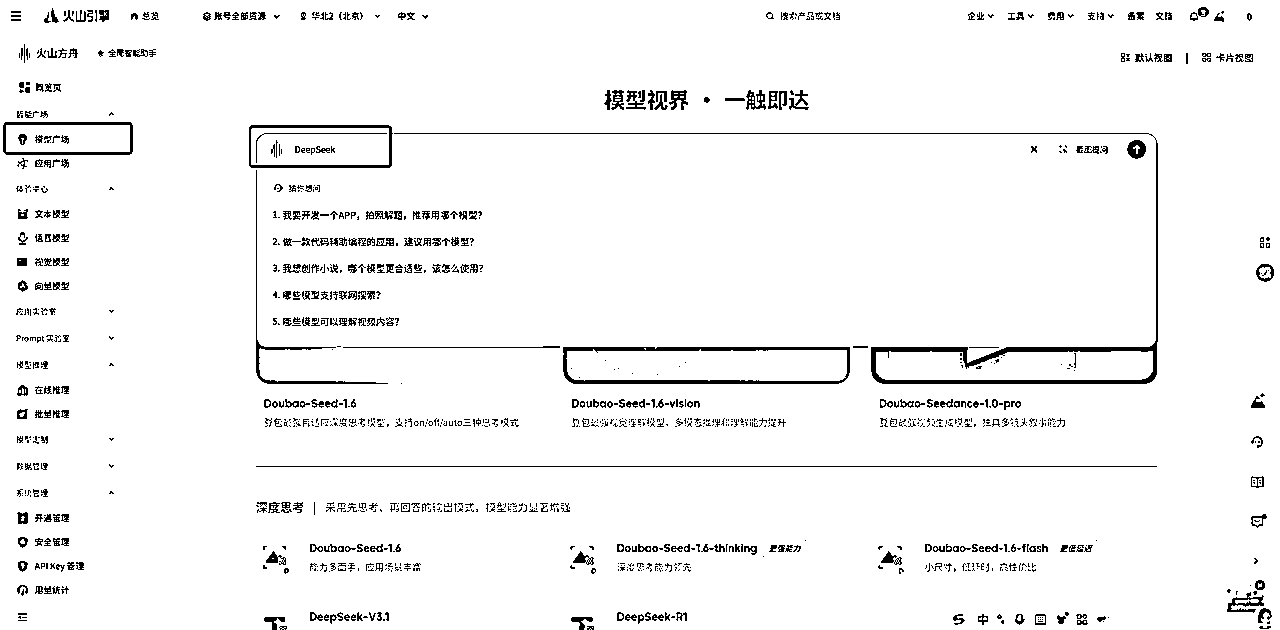 火山引擎 总览 账号全部资源 华北2（北京） 中文 搜索产品或文档 企业 工具 费用 支持 备案 文档
火山方舟 全局智能助手
默认视图 | 卡片视图
概览页
模型视界 · 一触即达
智能广场
模型广场
DeepSeek
应用广场
体验中心
猜你想问
文本模型
1. 我要开发一个APP，拍照解题，推荐用哪个模型？
语音模型
2. 做一款代码辅助编程的应用，建议用哪个模型？
视觉模型
3. 我想创作小说，哪个模型更合适些，该怎么使用？
向量模型
4. 哪些模型支持联网搜索？
应用实验室
5. 哪些模型可以理解视频内容？
Prompt 实验室
模型推理
在线推理
批量推理
Doubao-Seed-1.6 Doubao-Seed-1.6-vision Doubao-Seedance-1.0-pro
豆包最强自适应深度思考模型，支持on/off/auto三种思考模式
豆包最强视觉理解模型，多模态推理和理解能力提升
豆包最强视频生成模型，独具多镜头叙事能力
模型定制
数据管理
系统管理
深度思考 | 采用先思考、再回答的输出模式，模型能力显著增强
开通管理
安全管理
API Key 管理
用量统计
Doubao-Seed-1.6 Doubao-Seed-1.6-thinking 更强能力 Doubao-Seed-1.6-flash 更低延迟
能力多面手，应用场景丰富 深度思考能力领先 小尺寸，低延时，高性价比
DeepSeek-V3.1 DeepSeek-R1
中